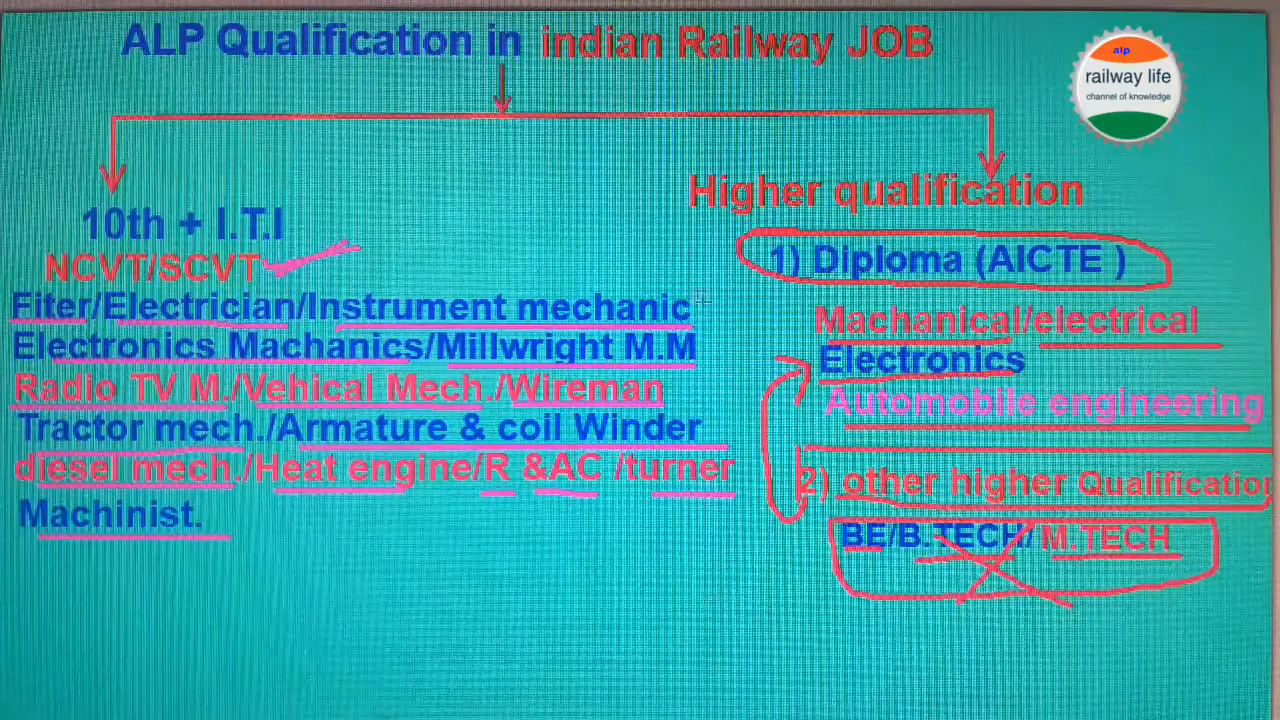 ALP Qualification in indian Railway JOB
alp
railway life
channel of knowledge
10th + I.T.I
NCVT/SCVT
Fiter/Electrician/Instrument mechanic
Electronics Machanics/Millwright M.M
Radio TV M./Vehical Mech./Wireman
Tractor mech./Armature & coil Winder
diesel mech./Heat engine/R &AC /turner
Machinist.
Higher qualification
1) Diploma (AICTE )
Machanical/electrical
Electronics
Automobile engineering
2) other higher Qualification
BE/B.TECH/ M.TECH